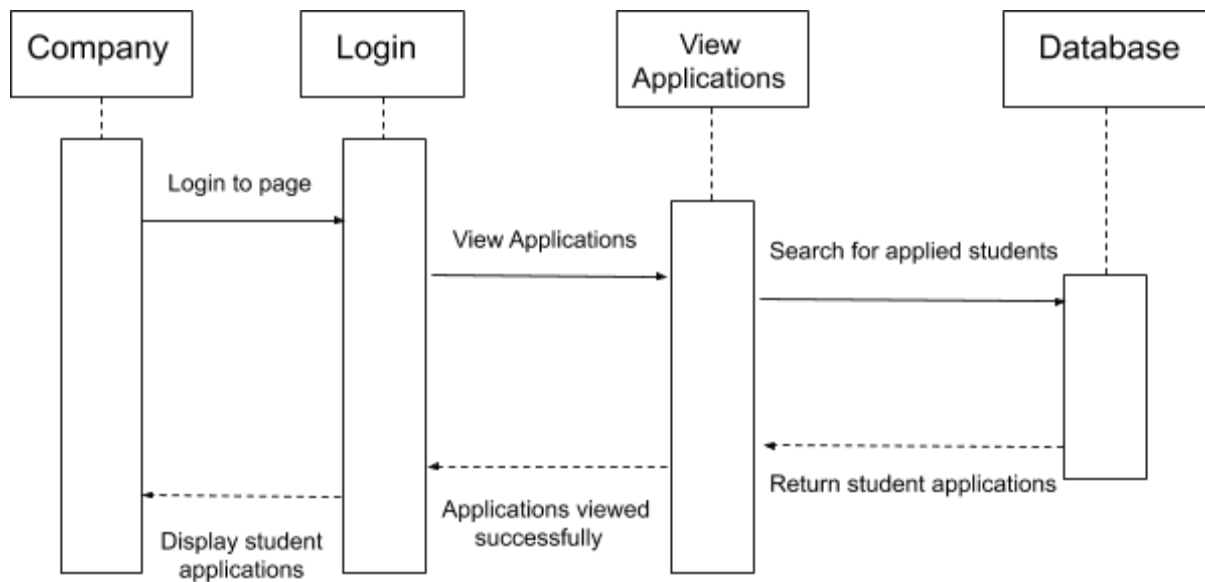 Company
Login
View
Applications
Database
Login to page
View Applications
Search for applied students
Return student applications
Applications viewed
successfully
Display student
applications